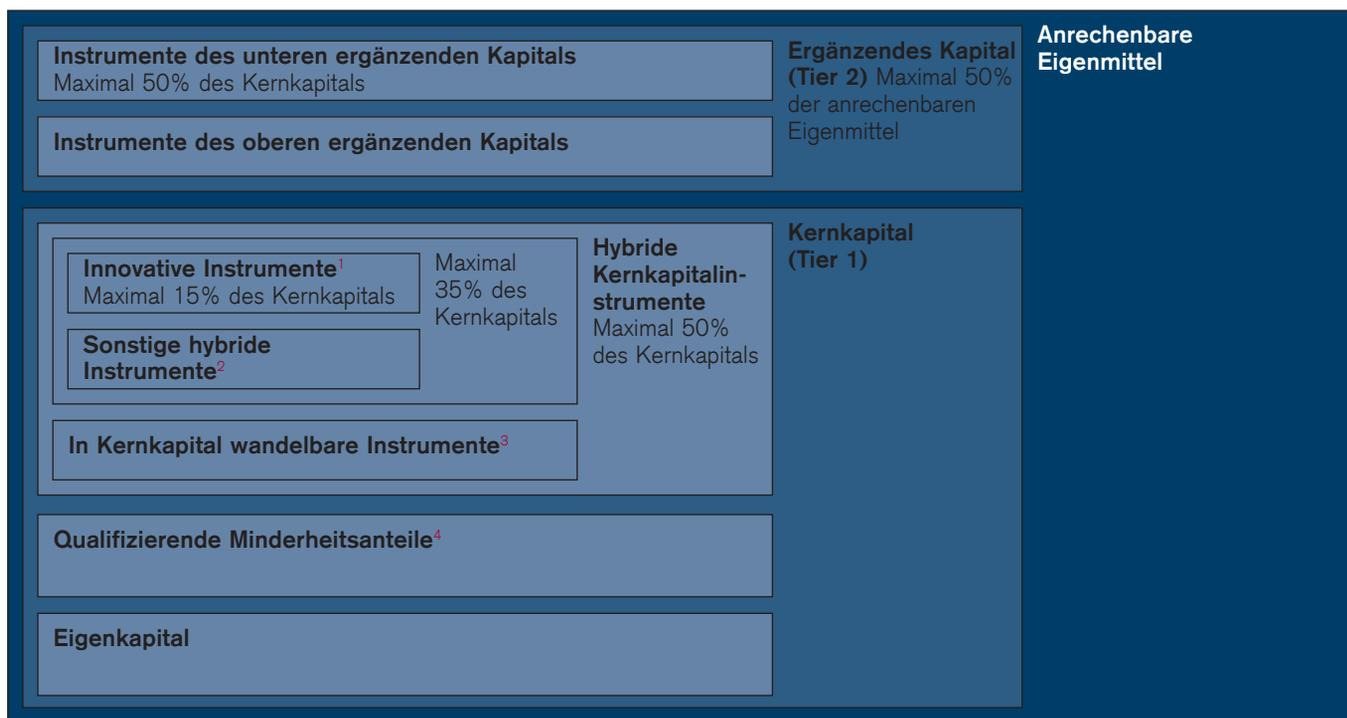 Anrechenbare
Eigenmittel
Instrumente des unteren ergänzenden Kapitals
Maximal 50% des Kernkapitals
Instrumente des oberen ergänzenden Kapitals
Ergänzendes Kapital
(Tier 2) Maximal 50%
der anrechenbaren
Eigenmittel
Innovative Instrumente1
Maximal 15% des Kernkapitals
Sonstige hybride
Instrumente2
Maximal
35% des
Kernkapitals
In Kernkapital wandelbare Instrumente3
Hybride
Kernkapitalin-
strumente
Maximal 50%
des Kernkapitals
Kernkapital
(Tier 1)
Qualifizierende Minderheitsanteile4
Eigenkapital